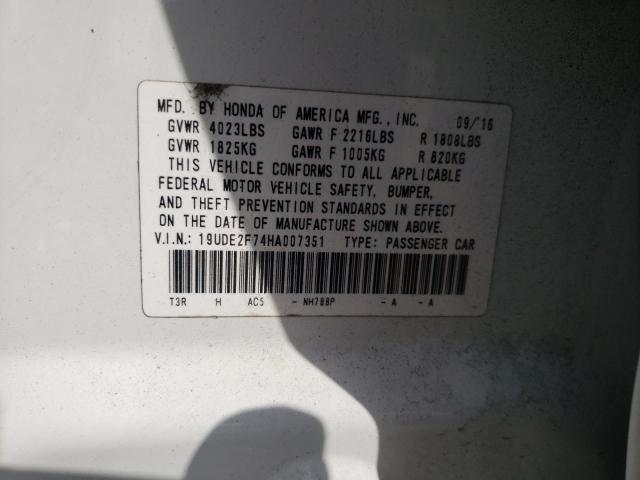 MFD. BY HONDA OF AMERICA MFG., INC. 09/'16
GVWR 4023LBS GAWR F 2216LBS R 1808LBS
GVWR 1825KG GAWR F 1005KG R 820KG
THIS VEHICLE CONFORMS TO ALL APPLICABLE
FEDERAL MOTOR VEHICLE SAFETY, BUMPER,
AND THEFT PREVENTION STANDARDS IN EFFECT
ON THE DATE OF MANUFACTURE SHOWN ABOVE.
V.I.N.: 19UDE2F74HA007351 TYPE: PASSENGER CAR
T3R H AC5 - NH788P - A - A